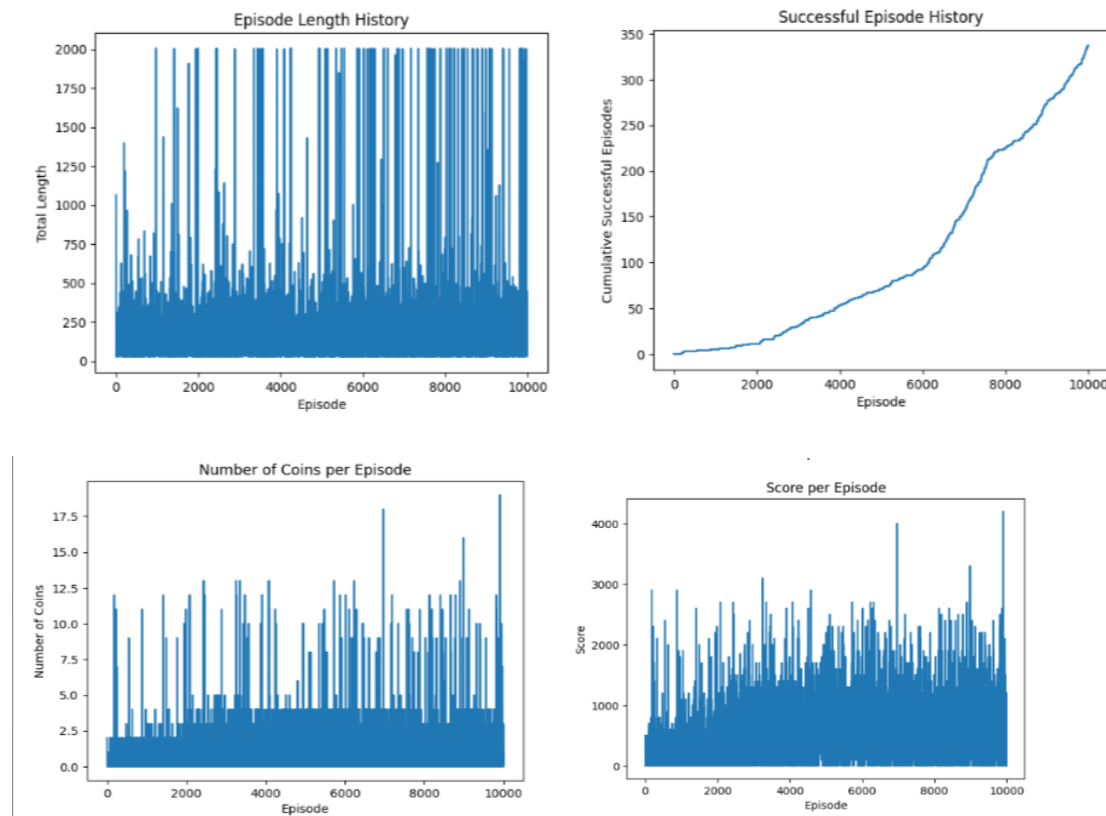 Episode Length History
Total Length
2000
1750
1500
1250
1000
750
500
250
0
0 2000 4000 6000 8000 10000
Episode
Successful Episode History
Cumulative Successful Episodes
350
300
250
200
150
100
50
0
0 2000 4000 6000 8000 10000
Episode
Number of Coins per Episode
Number of Coins
17.5
15.0
12.5
10.0
7.5
5.0
2.5
0.0
0 2000 4000 6000 8000 10000
Episode
Score per Episode
Score
4000
3000
2000
1000
0
0 2000 4000 6000 8000 10000
Episode